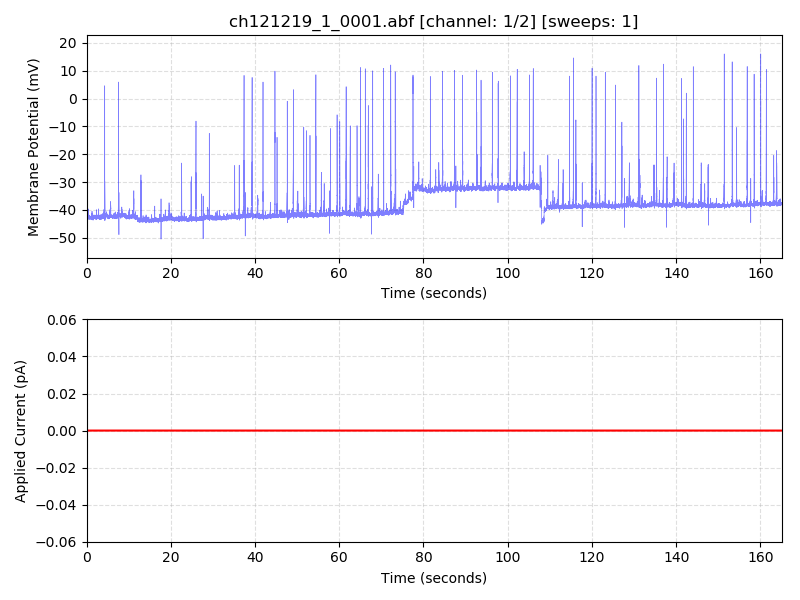 ch121219_1_0001.abf [channel: 1/2] [sweeps: 1]
20
10
0
−10
−20
−30
−40
−50
Membrane Potential (mV)
0 20 40 60 80 100 120 140 160
Time (seconds)
0.06
0.04
0.02
0.00
−0.02
−0.04
−0.06
Applied Current (pA)
0 20 40 60 80 100 120 140 160
Time (seconds)